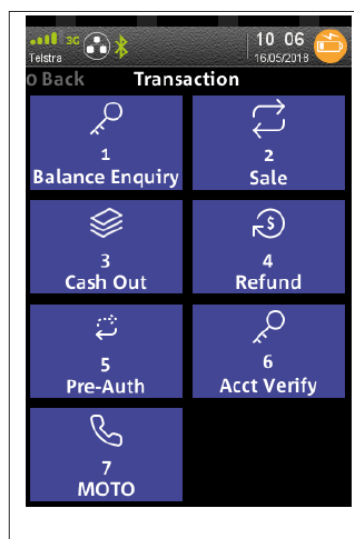 3G
10 06
Telstra
16/05/2018
0 Back Transaction
1
Balance Enquiry
2
Sale
3
Cash Out
$
4
Refund
5
Pre-Auth
6
Acct Verify
7
MOTO